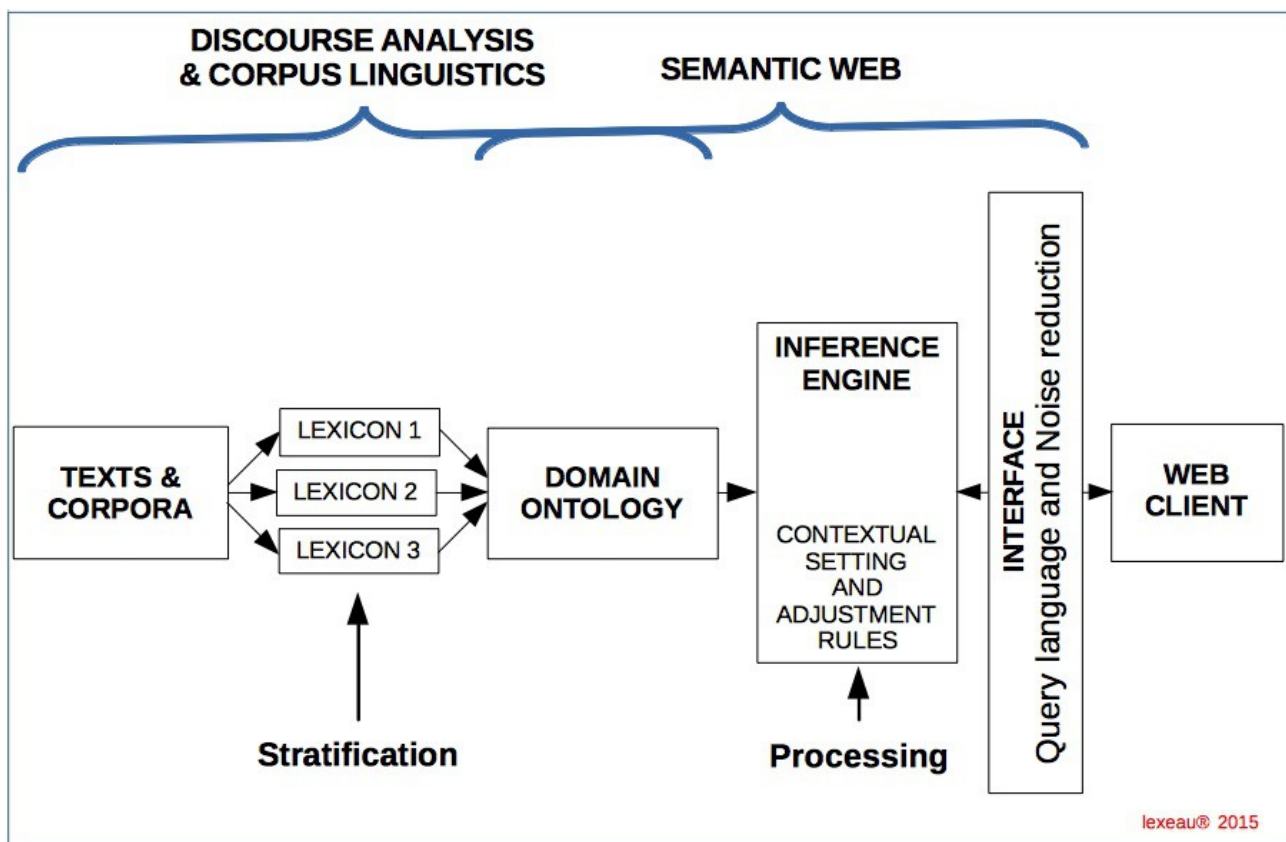 DISCOURSE ANALYSIS
& CORPUS LINGUISTICS
SEMANTIC WEB
TEXTS &
CORPORA
LEXICON 1
LEXICON 2
LEXICON 3
DOMAIN
ONTOLOGY
INFERENCE
ENGINE
CONTEXTUAL
SETTING
AND
ADJUSTMENT
RULES
INTERFACE
Query language and Noise reduction
WEB
CLIENT
Stratification
Processing
lexeau® 2015